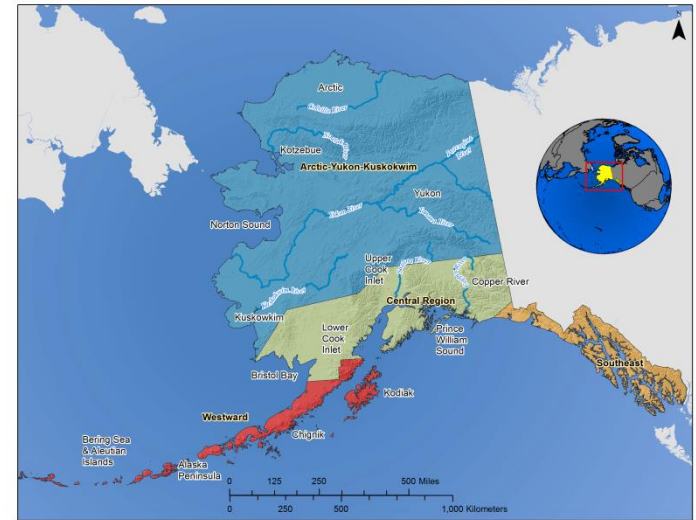 N
Arctic
Colville River
Kotzebue
Arctic-Yukon-Kuskokwim
Yukon
Yukon River
Norton Sound
Upper
Cook
Inlet
Copper River
Kuskokwim River
Central Region
Kuskowkim
Lower
Cook
Inlet
Prince
William
Sound
Southeast
Bristol Bay
Kodiak
Westward
Chignik
Bering Sea
& Aleutian
Islands
Alaska
Peninsula
0 125 250 500 Miles
0 250 500 1,000 Kilometers